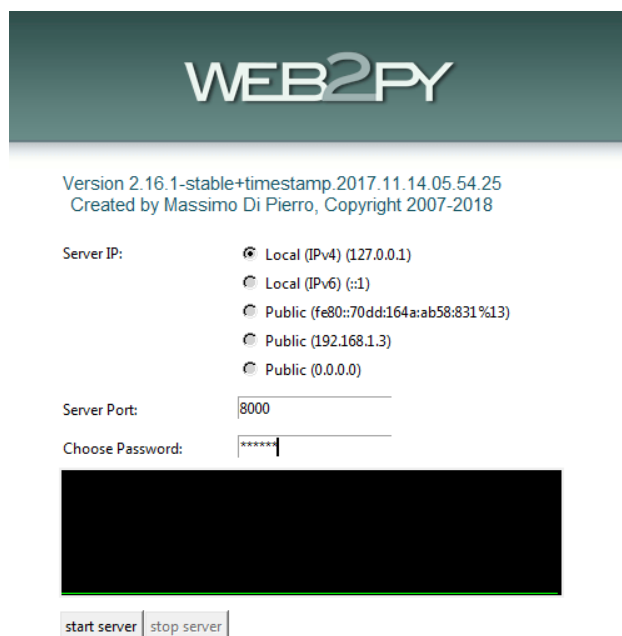 WEB2PY
Version 2.16.1-stable+timestamp.2017.11.14.05.54.25
Created by Massimo Di Pierro, Copyright 2007-2018
Server IP: Local (IPv4) (127.0.0.1)
Local (IPv6) (::1)
Public (fe80::70dd:164a:ab58:831%13)
Public (192.168.1.3)
Public (0.0.0.0)
Server Port: 8000
Choose Password: ******
start server stop server